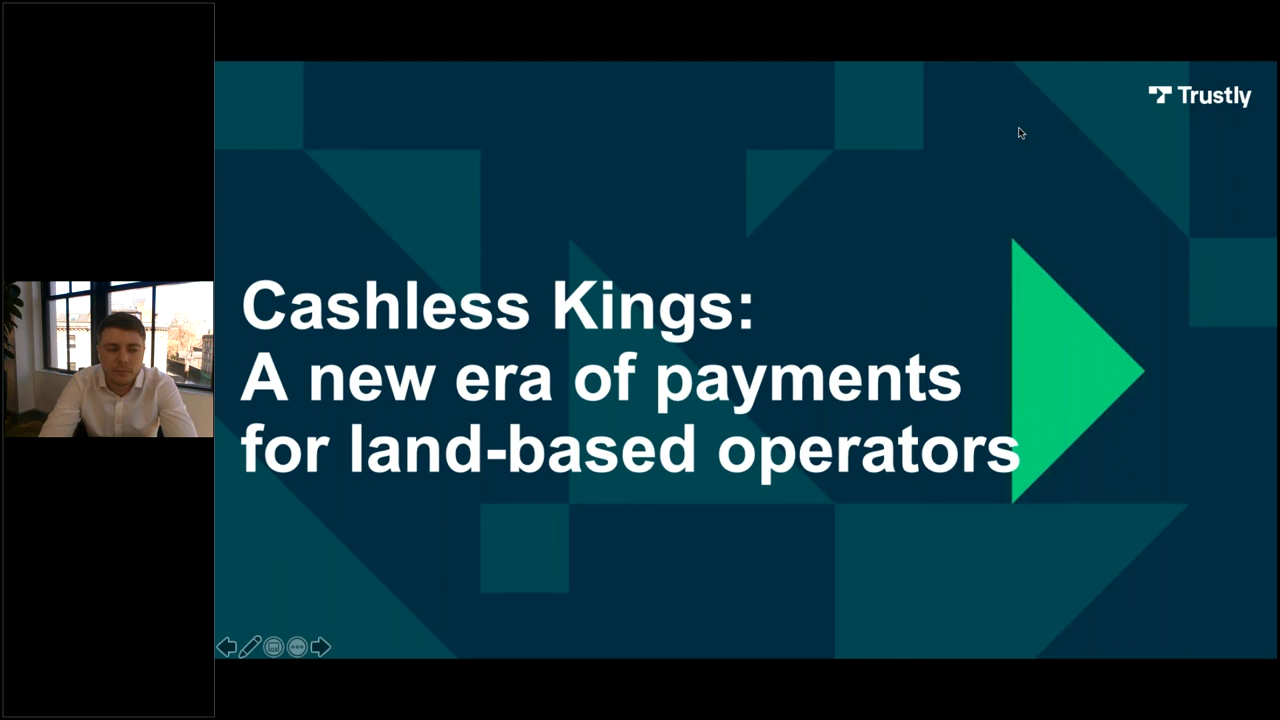 Trustly
Cashless Kings:
A new era of payments
for land-based operators